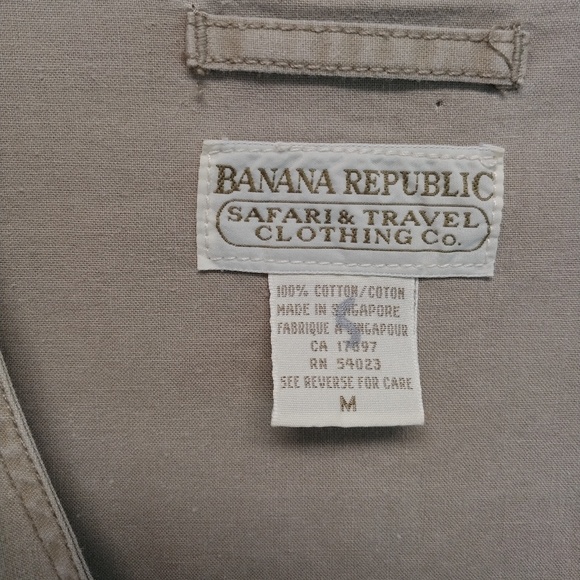 BANANA REPUBLIC
SAFARI & TRAVEL
CLOTHING CO.
100% COTTON/COTON
MADE IN SINGAPORE
FABRIQUE A SINGAPOUR
CA 17097
RN 54023
SEE REVERSE FOR CARE
M